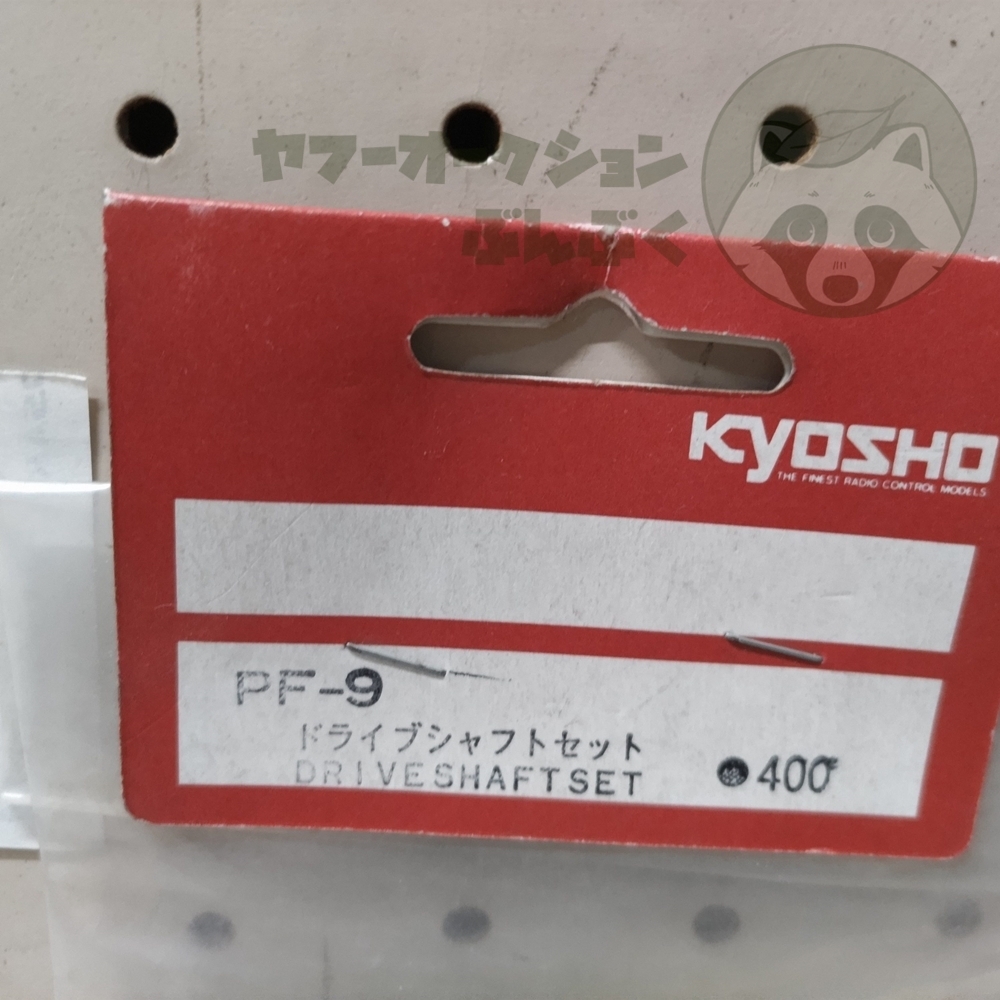 ヤフーオークション
ぶんぶく
KYOSHO
THE FINEST RADIO CONTROL MODELS
PF-9
ドライブシャフトセット
DRIVESHAFTSET
400